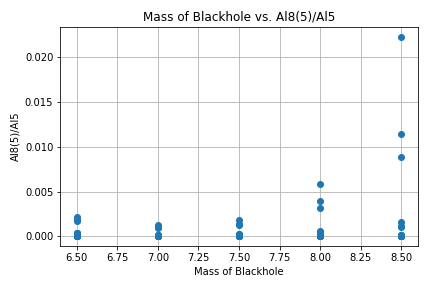 Mass of Blackhole vs. Al8(5)/Al5
0.020
0.015
0.010
0.005
0.000
Al8(5)/Al5
6.50 6.75 7.00 7.25 7.50 7.75 8.00 8.25 8.50
Mass of Blackhole